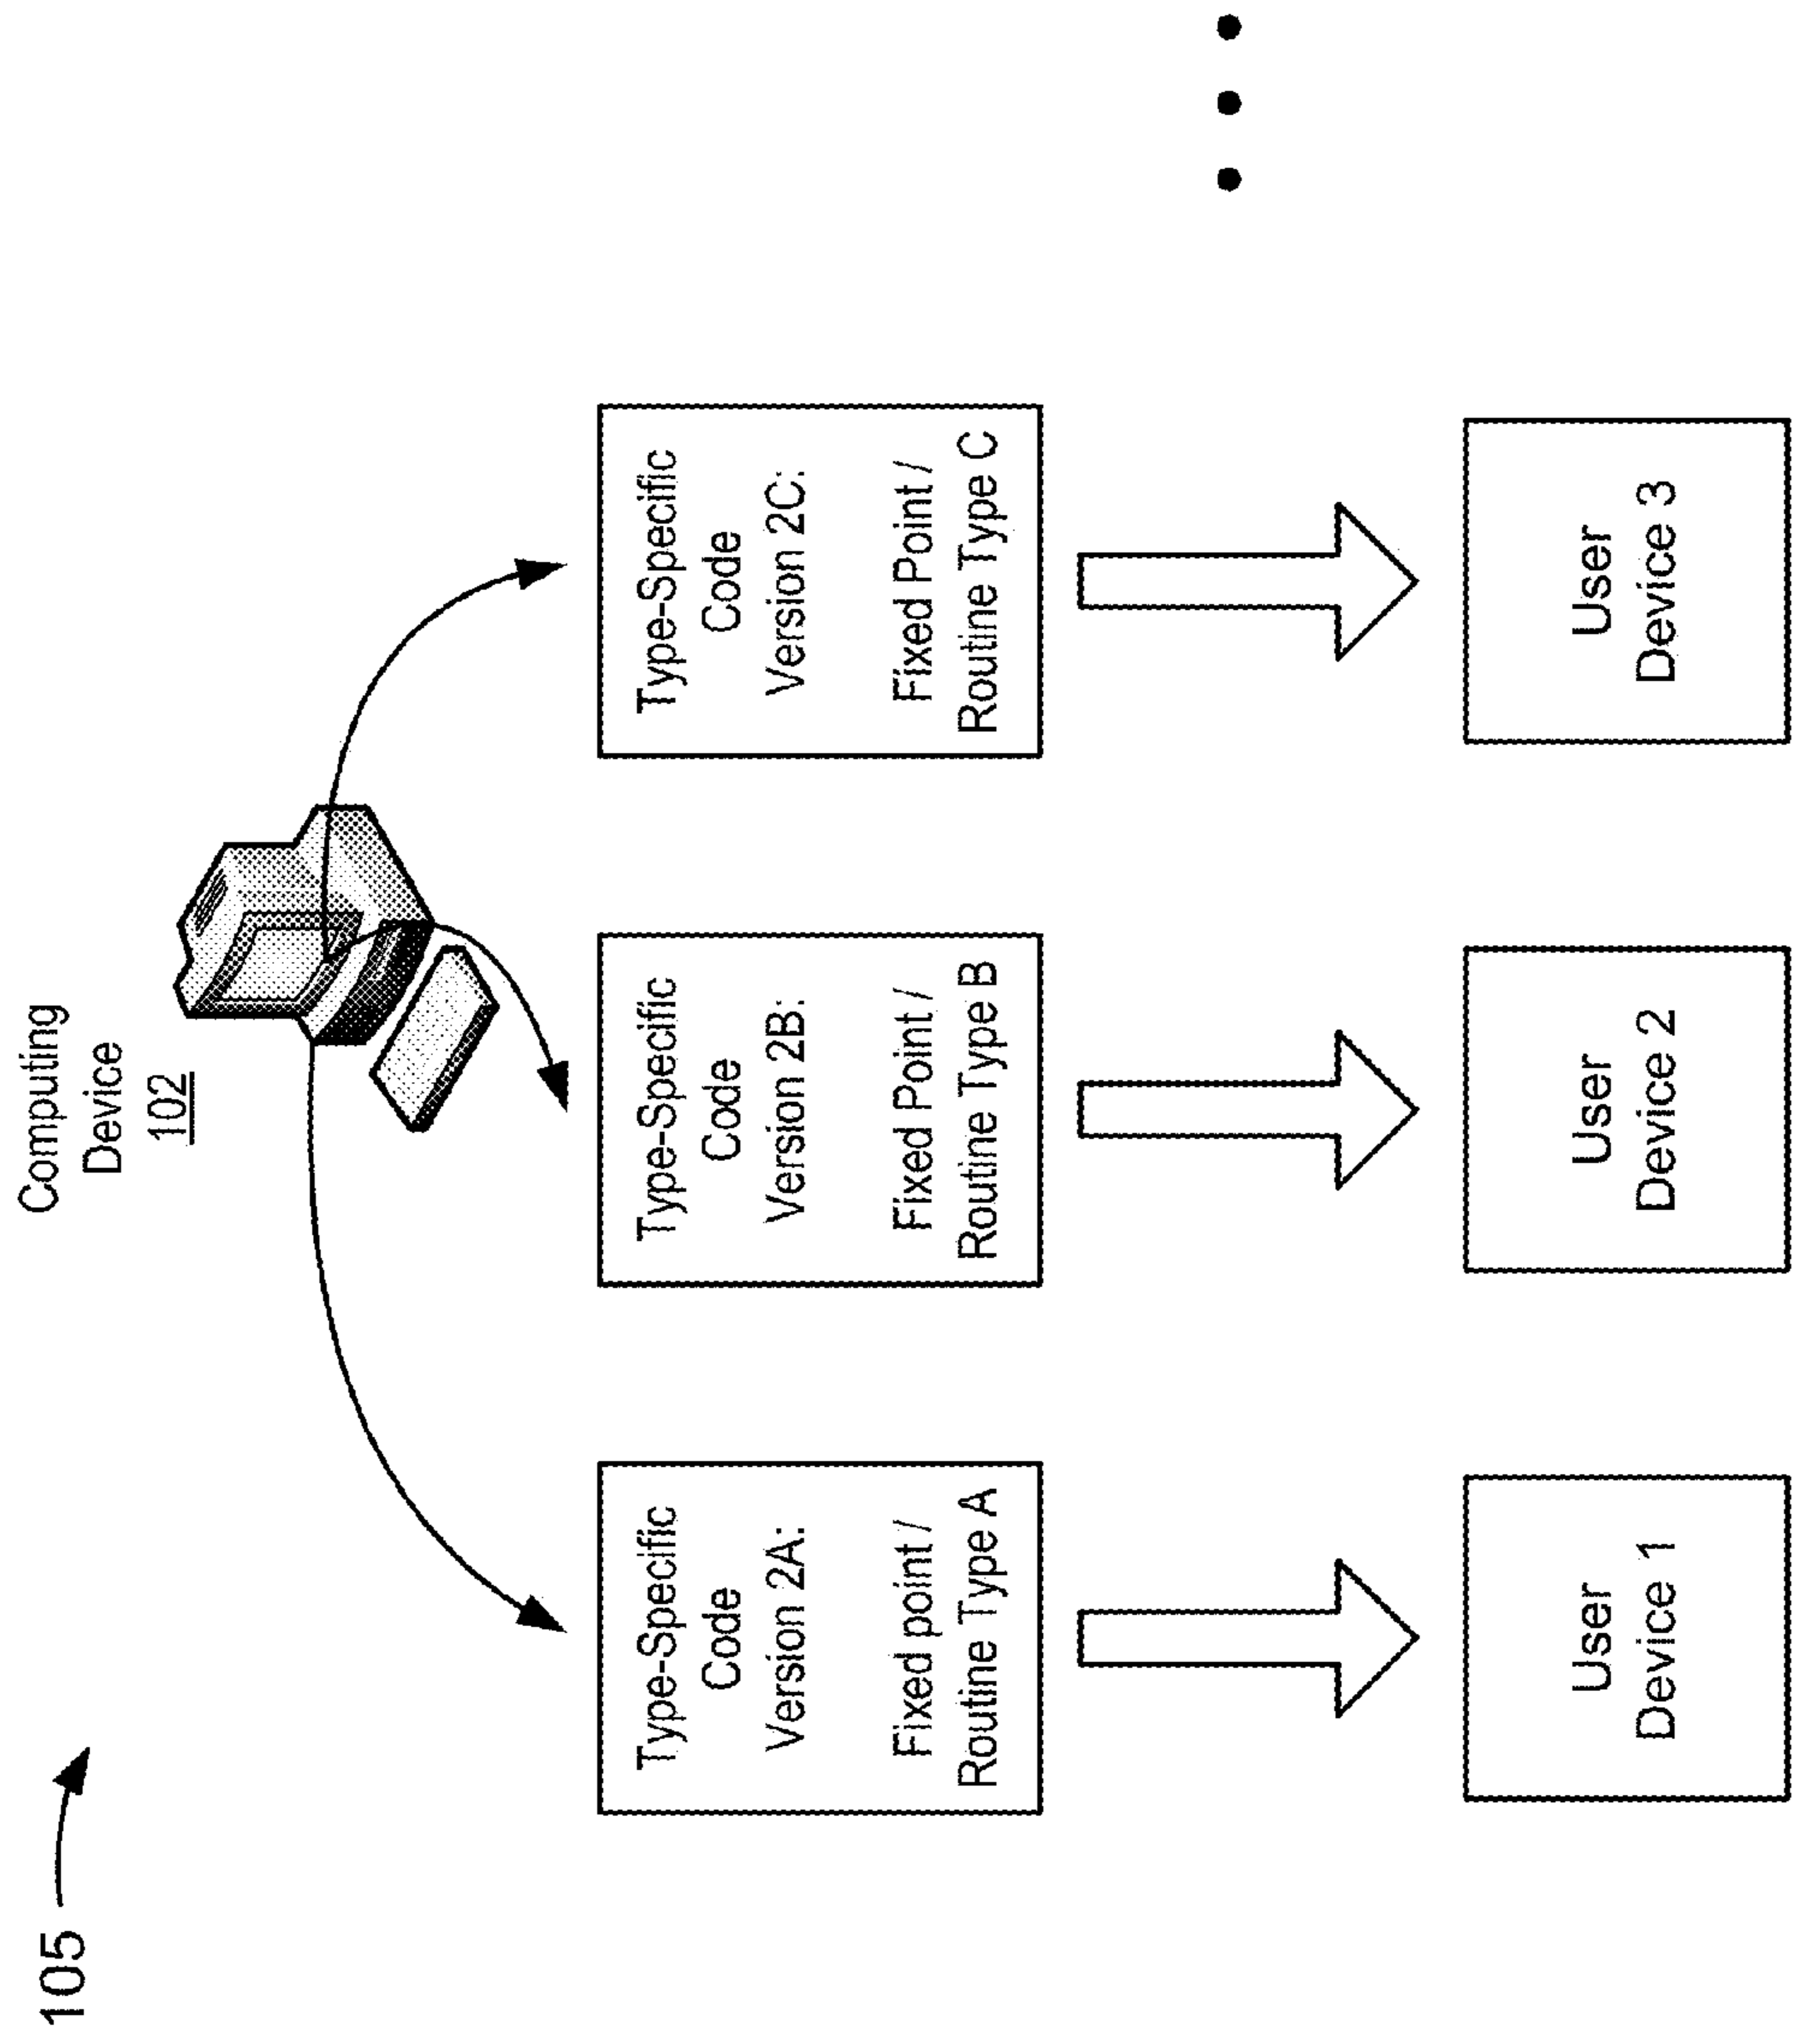 105
Computing
Device
102
Type-Specific
Code
Version 2A:
Fixed point /
Routine Type A
Type-Specific
Code
Version 2B:
Fixed Point /
Routine Type B
Type-Specific
Code
Version 2C:
Fixed Point /
Routine Type C
User
Device 1
User
Device 2
User
Device 3